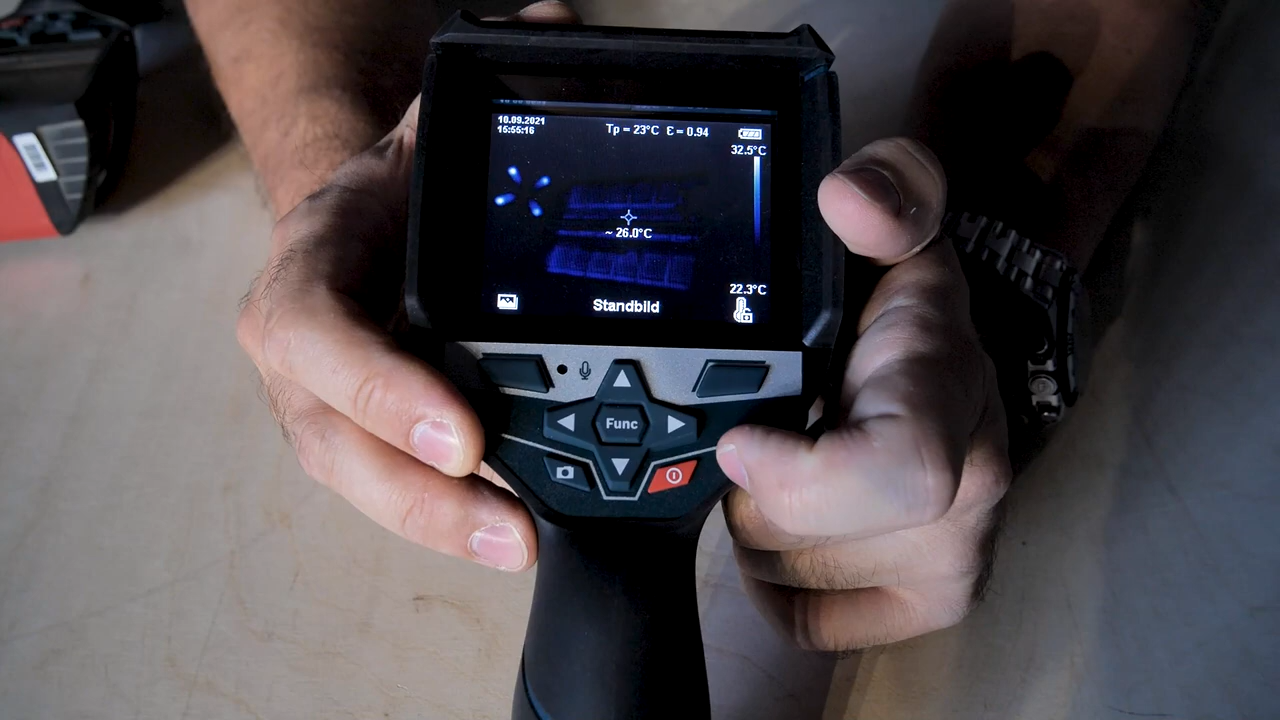 10.09.2021
15:55:16
Tp = 23°C ℇ = 0.94
32.5°C
~ 26.0°C
22.3°C
Standbild
Func